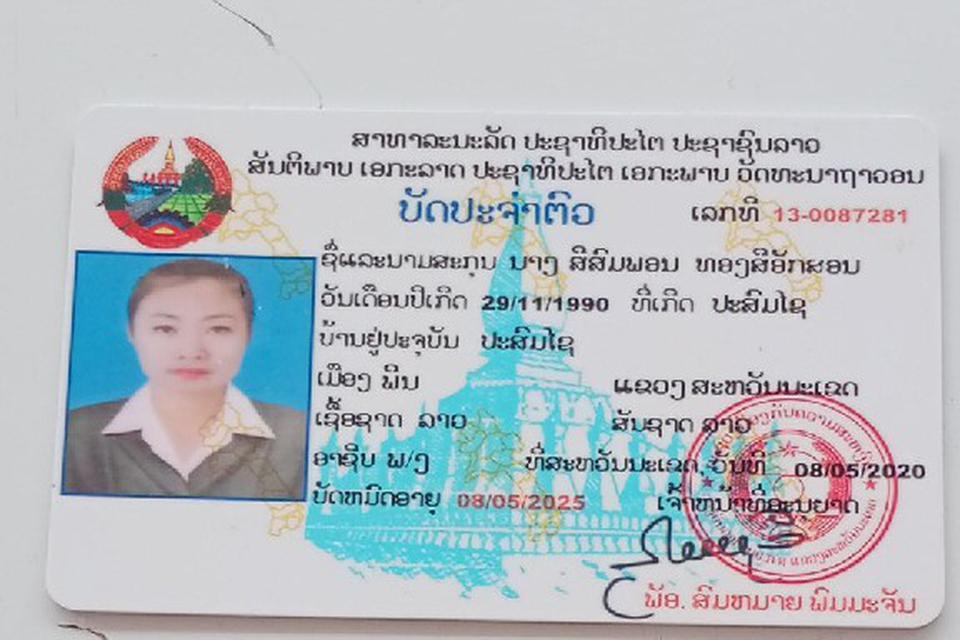 ສາທາລະນະລັດ ປະຊາທິປະໄຕ ປະຊາຊົນລາວ
ສັນຕິພາບ ເອກະລາດ ປະຊາທິປະໄຕ ເອກະພາບ ວັດທະນາຖາວອນ
ບັດປະຈຳຕົວ ເລກທີ 13-0087281
ຊື່ແລະນາມສະກຸນ ນາງ ສີສົມພອນ ທອງສີອັກສອນ
ວັນເດືອນປີເກີດ 29/11/1990 ທີ່ເກີດ ປະສົມໄຊ
ບ້ານຢູ່ປະຈຸບັນ ປະສົມໄຊ
ເມືອງ ພິນ ແຂວງ ສະຫວັນນະເຂດ
ເຊື້ອຊາດ ລາວ ສັນຊາດ ລາວ
ອາຊີບ ພ/ງ ທີ່ສະຫວັນນະເຂດ, ວັນທີ 08/05/2020
ບັດຫມົດອາຍຸ 08/05/2025 ເຈົ້າຫນ້າທີ່ອະນຸຍາດ
ພັອ. ສົມຫມາຍ ພົມມະຈັນ